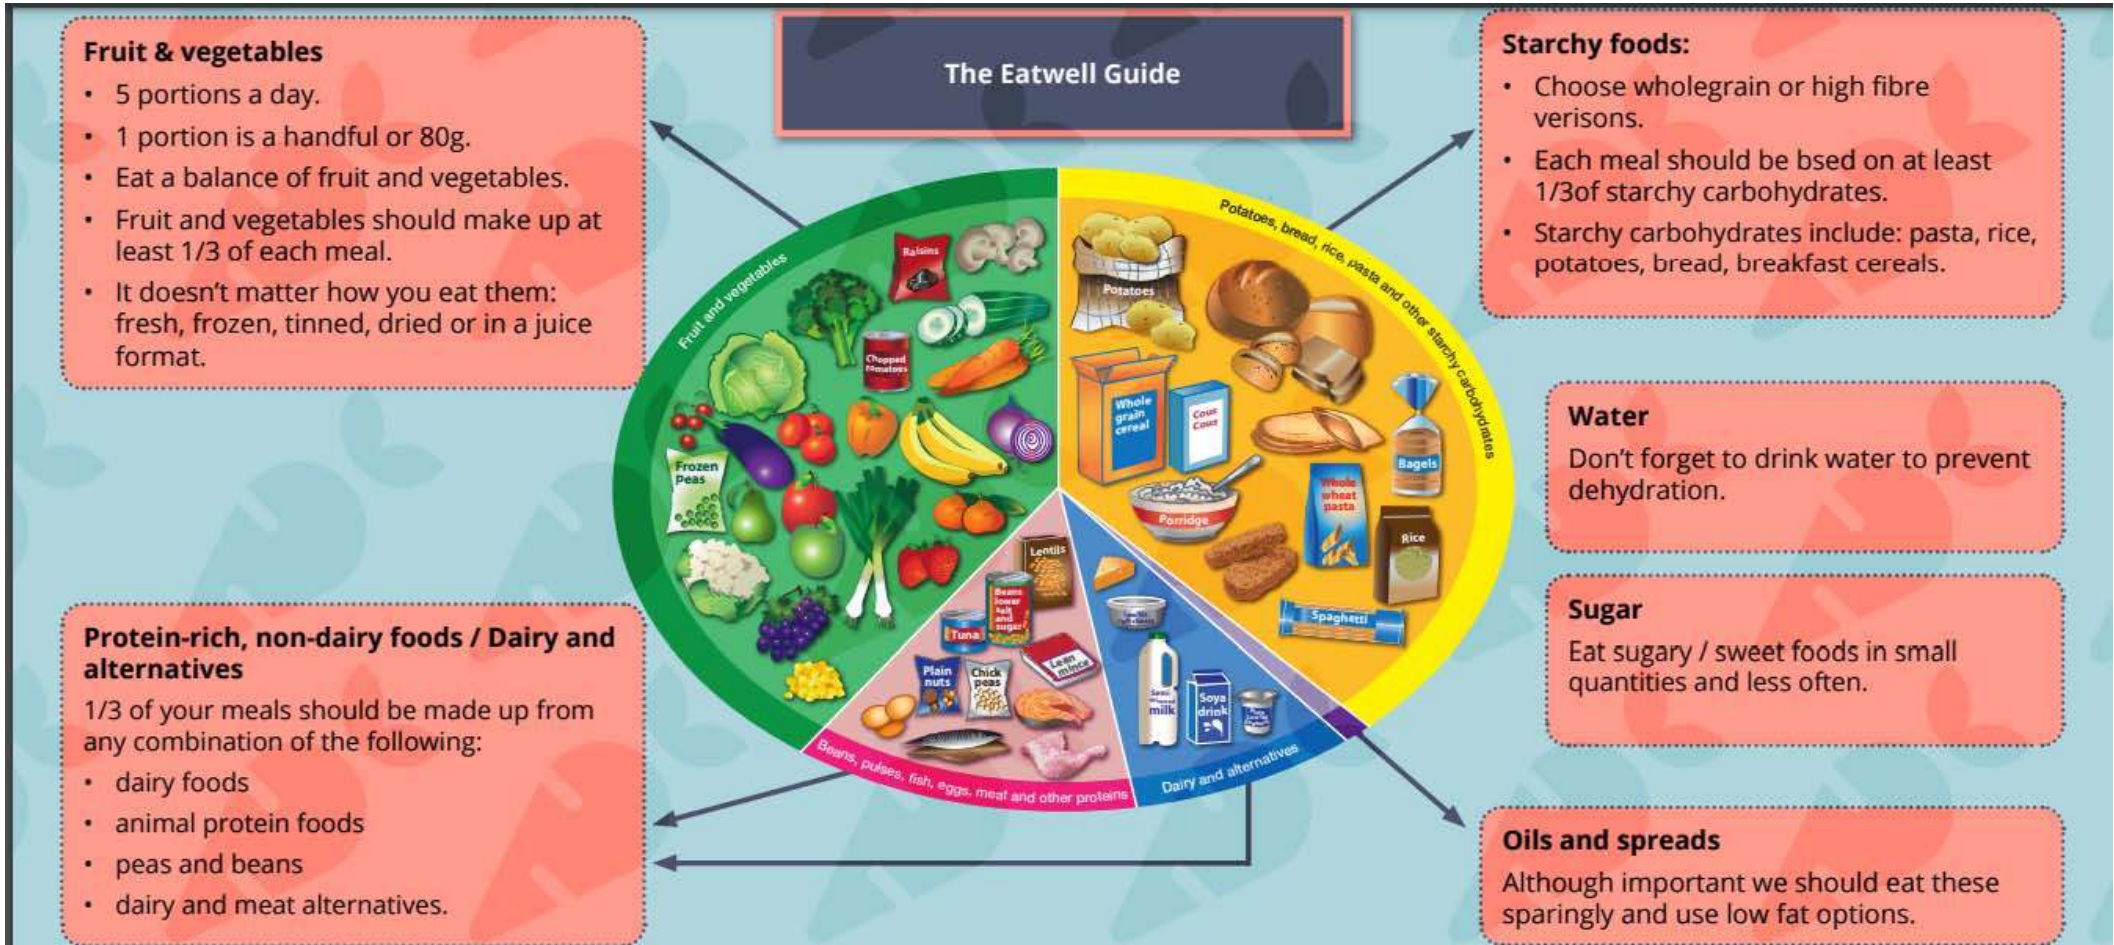 The Eatwell Guide
Fruit & vegetables
• 5 portions a day.
• 1 portion is a handful or 80g.
• Eat a balance of fruit and vegetables.
• Fruit and vegetables should make up at
least 1/3 of each meal.
• It doesn't matter how you eat them:
fresh, frozen, tinned, dried or in a juice
format.
Starchy foods:
• Choose wholegrain or high fibre
verisons.
• Each meal should be bsed on at least
1/3of starchy carbohydrates.
• Starchy carbohydrates include: pasta, rice,
potatoes, bread, breakfast cereals.
Water
Don't forget to drink water to prevent
dehydration.
Sugar
Eat sugary / sweet foods in small
quantities and less often.
Protein-rich, non-dairy foods / Dairy and
alternatives
1/3 of your meals should be made up from
any combination of the following:
• dairy foods
• animal protein foods
• peas and beans
• dairy and meat alternatives.
Oils and spreads
Although important we should eat these
sparingly and use low fat options.
Fruit and vegetables
Raisins
Chopped
tomatoes
Frozen
peas
Potatoes, bread, rice, pasta and other starchy carbohydrates
Potatoes
Whole
grain
cereal
Cous
Cous
Bagels
Porridge
Whole
wheat
pasta
Rice
Spaghetti
Lentils
Beans
lower
salt
and
sugar
Tuna
Lean
mince
Plain
nuts
Chick
peas
Beans, pulses, fish, eggs, meat and other proteins
Semi
milk
Soya
drink
Dairy and alternatives